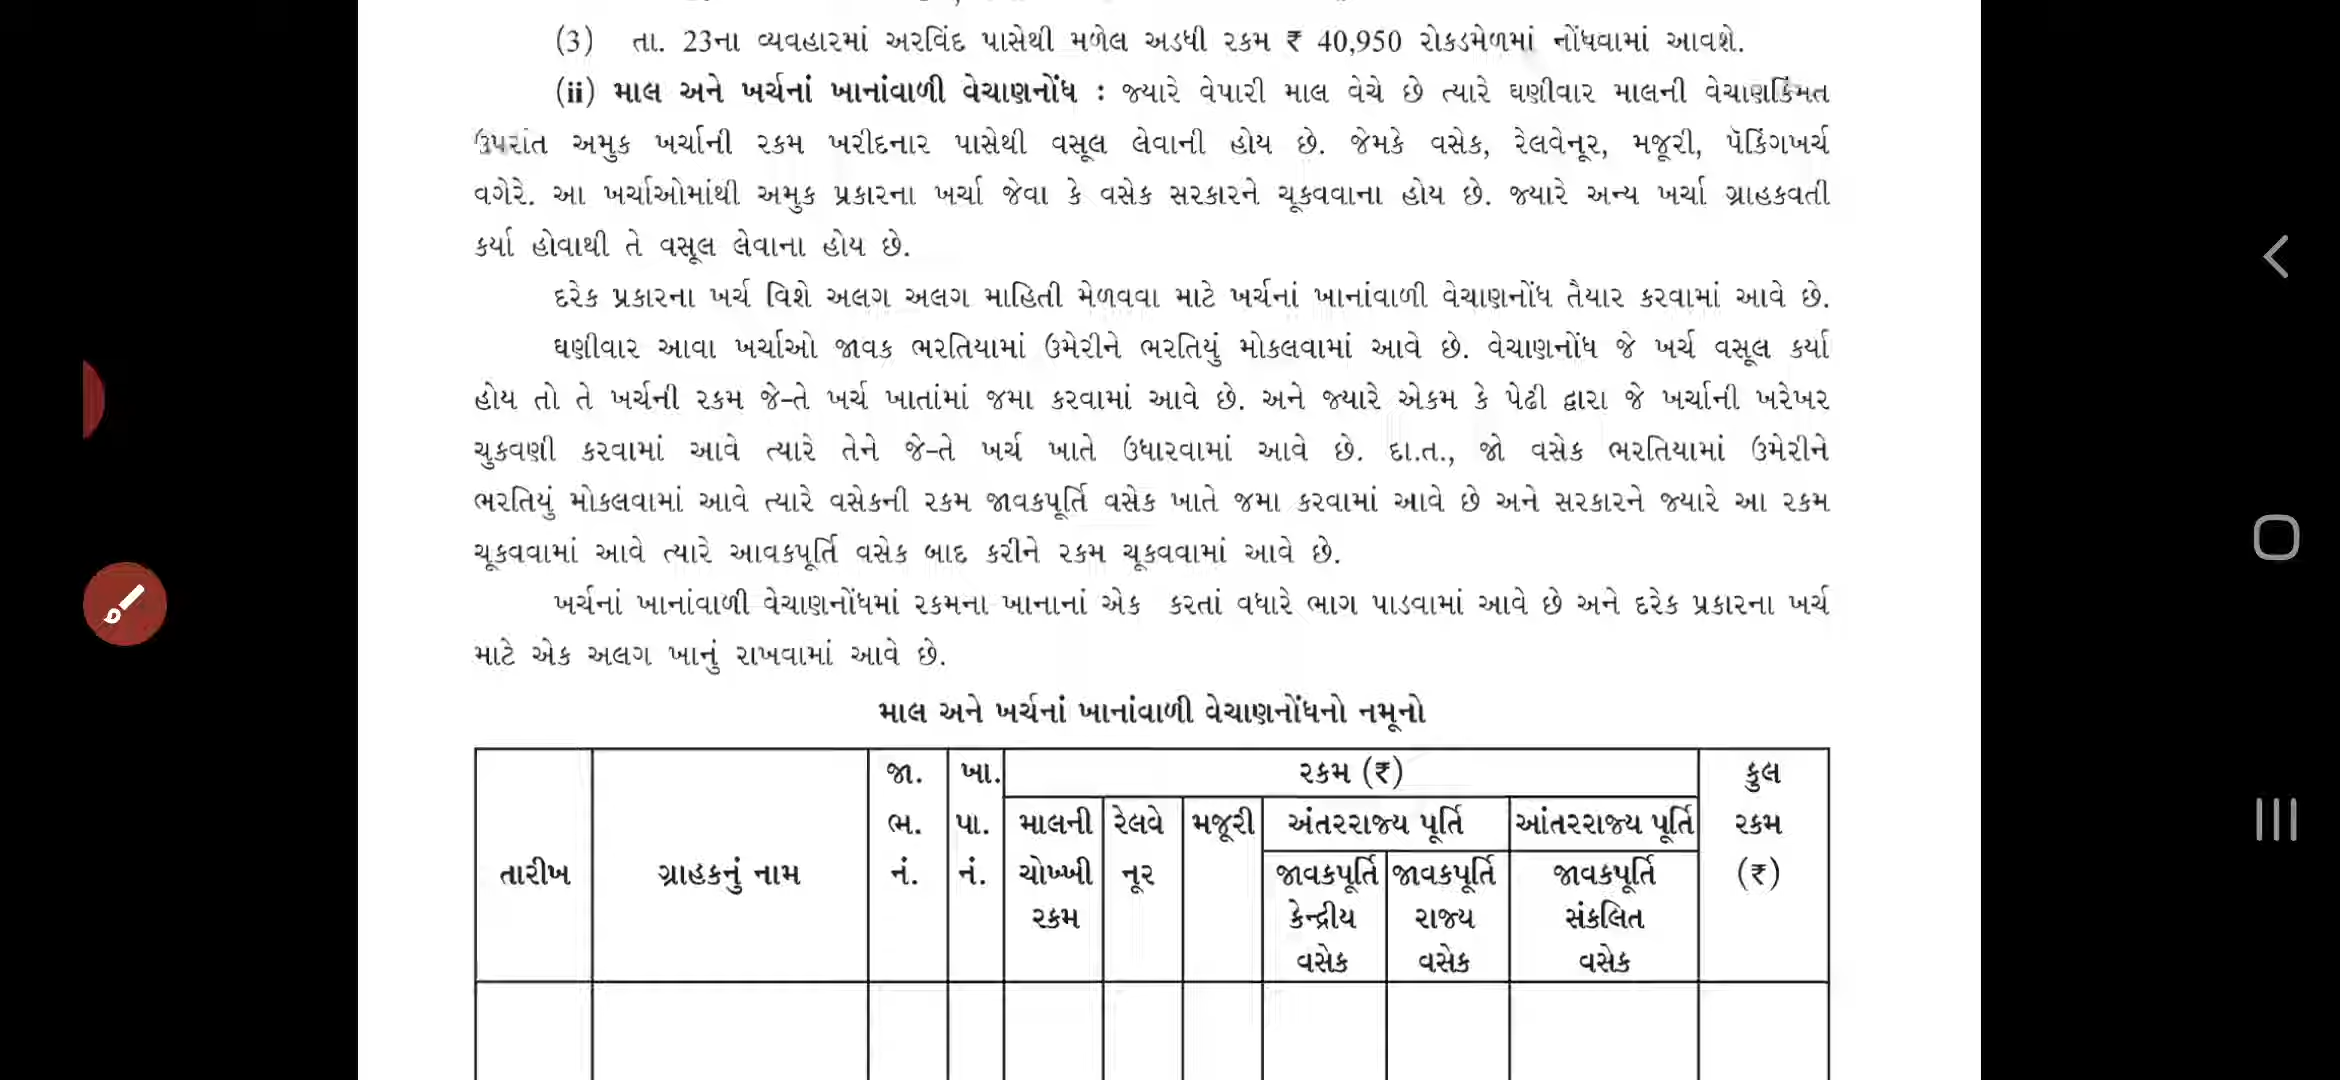 (3) તા. 23ના વ્યવહારમાં અરવિંદ પાસેથી મળેલ અડધી રકમ ₹ 40,950 રોકડમેળમાં નોંધવામાં આવશે.
(ii) માલ અને ખર્ચનાં ખાનાંવાળી વેચાણનોંધ : જ્યારે વેપારી માલ વેચે છે ત્યારે ઘણીવાર માલની વેચાણકિંમત
ઉપરાંત અમુક ખર્ચાની રકમ ખરીદનાર પાસેથી વસૂલ લેવાની હોય છે. જેમકે વસેક, રેલવેનૂર, મજૂરી, પૅકિંગખર્ચ
વગેરે. આ ખર્ચાઓમાંથી અમુક પ્રકારના ખર્ચા જેવા કે વસેક સરકારને ચૂકવવાના હોય છે. જ્યારે અન્ય ખર્ચા ગ્રાહકવતી
કર્યા હોવાથી તે વસૂલ લેવાના હોય છે.
દરેક પ્રકારના ખર્ચ વિશે અલગ અલગ માહિતી મેળવવા માટે ખર્ચનાં ખાનાંવાળી વેચાણનોંધ તૈયાર કરવામાં આવે છે.
ઘણીવાર આવા ખર્ચાઓ જાવક ભરતિયામાં ઉમેરીને ભરતિયું મોકલવામાં આવે છે. વેચાણનોંધ જે ખર્ચ વસૂલ કર્યા
હોય તો તે ખર્ચની રકમ જે-તે ખર્ચ ખાતાંમાં જમા કરવામાં આવે છે. અને જ્યારે એકમ કે પેઢી દ્વારા જે ખર્ચાની ખરેખર
ચુકવણી કરવામાં આવે ત્યારે તેને જે-તે ખર્ચ ખાતે ઉધારવામાં આવે છે. દા.ત., જો વસેક ભરતિયામાં ઉમેરીને
ભરતિયું મોકલવામાં આવે ત્યારે વસેકની રકમ જાવકપૂર્તિ વસેક ખાતે જમા કરવામાં આવે છે અને સરકારને જ્યારે આ રકમ
ચૂકવવામાં આવે ત્યારે આવકપૂર્તિ વસેક બાદ કરીને રકમ ચૂકવવામાં આવે છે.
ખર્ચનાં ખાનાંવાળી વેચાણનોંધમાં રકમના ખાનાનાં એક કરતાં વધારે ભાગ પાડવામાં આવે છે અને દરેક પ્રકારના ખર્ચ
માટે એક અલગ ખાનું રાખવામાં આવે છે.
માલ અને ખર્ચનાં ખાનાંવાળી વેચાણનોંધનો નમૂનો
જા. ખા. રકમ (₹) કુલ
ભ. પા. માલની રેલવે મજૂરી અંતરરાજ્ય પૂર્તિ આંતરરાજ્ય પૂર્તિ રકમ
તારીખ ગ્રાહકનું નામ નં. નં. ચોખ્ખી નૂર જાવકપૂર્તિ જાવકપૂર્તિ જાવકપૂર્તિ (₹)
રકમ કેન્દ્રીય રાજ્ય સંકલિત
વસેક વસેક વસેક